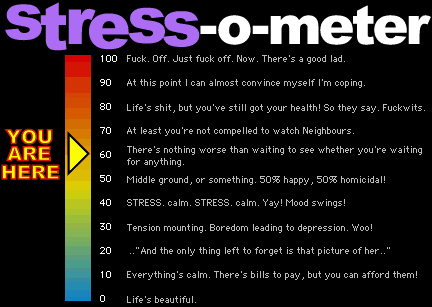 Stress-o-meter
100 Fuck. Off. Just fuck off. Now. There's a good lad.
90 At this point I can almost convince myself I'm coping.
80 Life's shit, but you've still got your health! So they say. Fuckwits.
70 At least you're not compelled to watch Neighbours.
YOU
ARE
HERE
60 There's nothing worse than waiting to see whether you're waiting
for anything.
50 Middle ground, or something. 50% happy, 50% homicidal!
40 STRESS. calm. STRESS. calm. Yay! Mood swings!
30 Tension mounting. Boredom leading to depression. Woo!
20 .."And the only thing left to forget is that picture of her.."
10 Everything's calm. There's bills to pay, but you can afford them!
0 Life's beautiful.